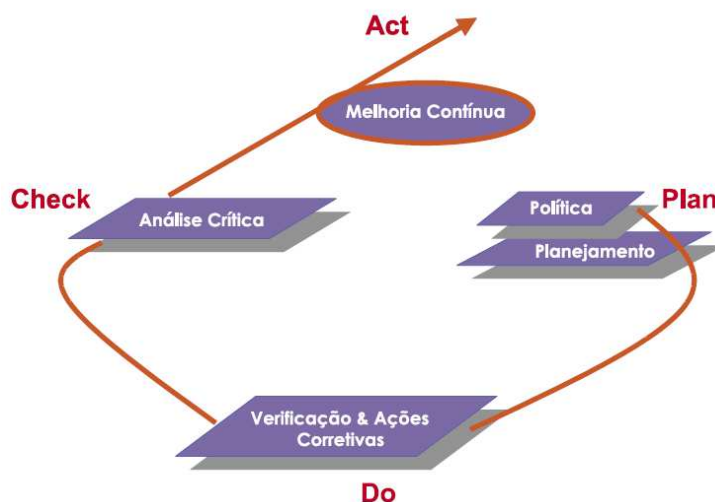 Act
Melhoria Contínua
Check
Análise Crítica
Política
Plan
Planejamento
Verificação & Ações
Corretivas
Do